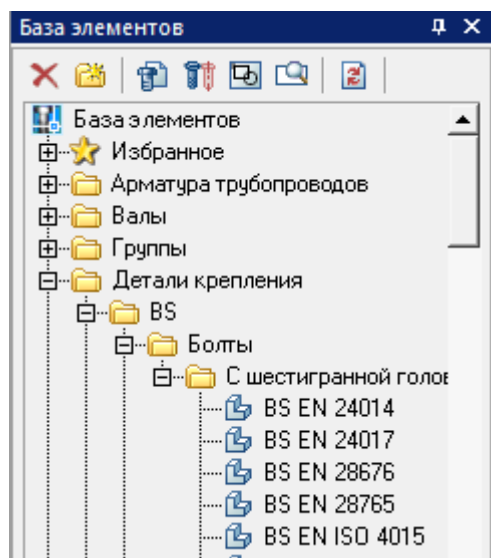 База элементов
База элементов
Избранное
Арматура трубопроводов
Валы
Группы
Детали крепления
BS
Болты
С шестигранной голов
BS EN 24014
BS EN 24017
BS EN 28676
BS EN 28765
BS EN ISO 4015